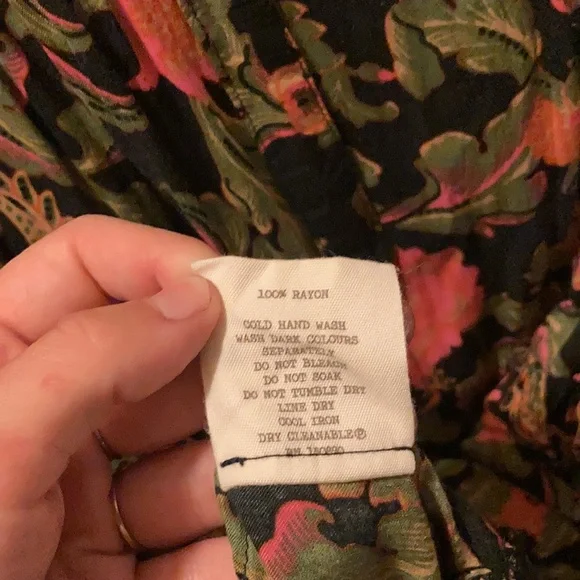 100% RAYON
COLD HAND WASH
WASH DARK COLOURS
SEPARATELY
DO NOT BLEACH
DO NOT SOAK
DO NOT TUMBLE DRY
LINE DRY
COOL IRON
DRY CLEANABLEⓅ